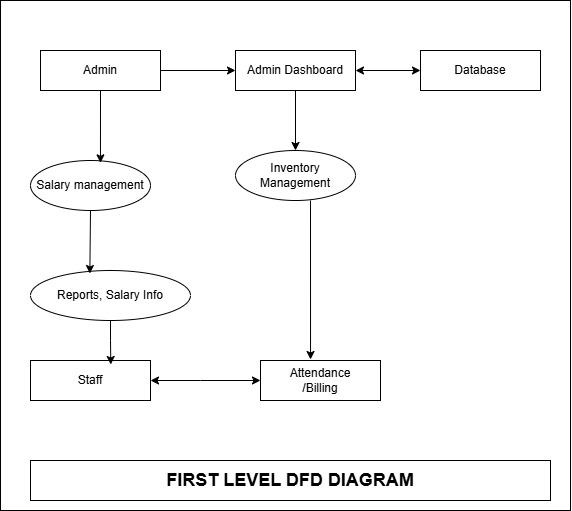 Admin
Admin Dashboard
Database
Salary management
Inventory
Management
Reports, Salary Info
Staff
Attendance
/Billing
FIRST LEVEL DFD DIAGRAM